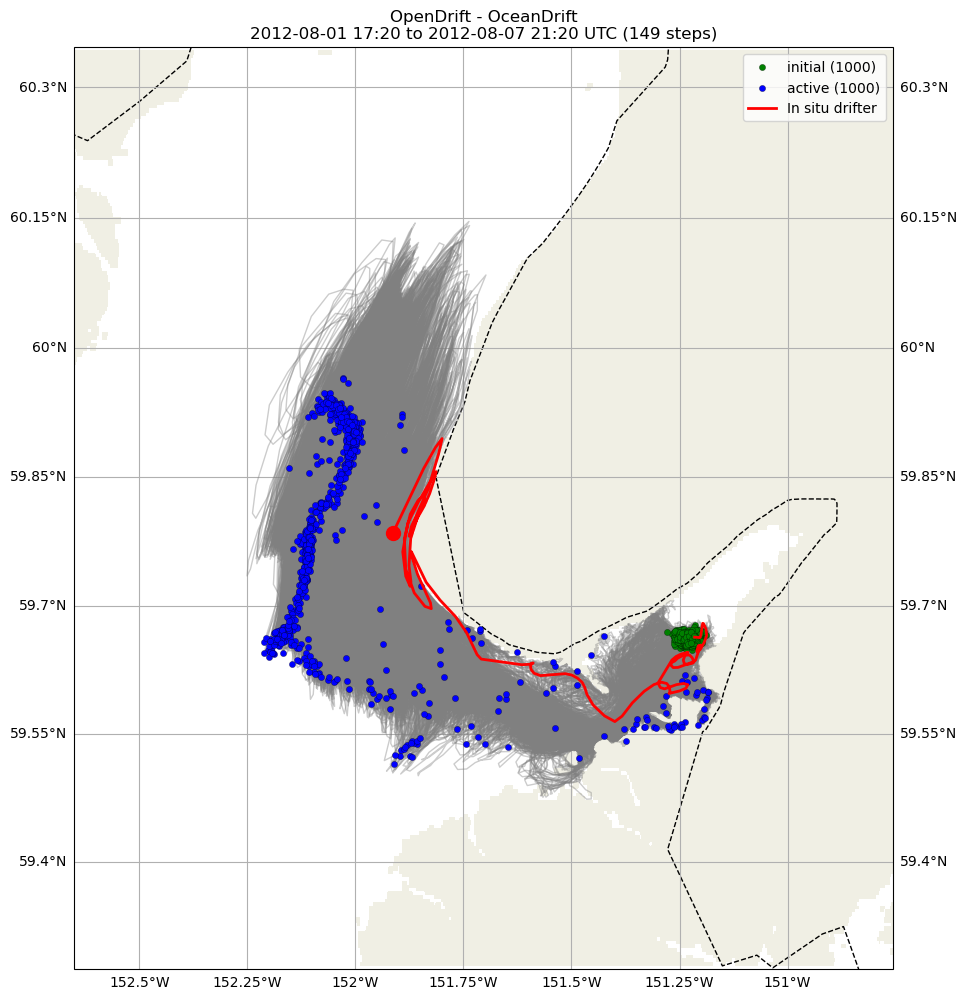 OpenDrift - OceanDrift
2012-08-01 17:20 to 2012-08-07 21:20 UTC (149 steps)
initial (1000)
active (1000)
In situ drifter
60.3°N
60.3°N
60.15°N
60.15°N
60°N
60°N
59.85°N
59.85°N
59.7°N
59.7°N
59.55°N
59.55°N
59.4°N
59.4°N
152.5°W
152.25°W
152°W
151.75°W
151.5°W
151.25°W
151°W